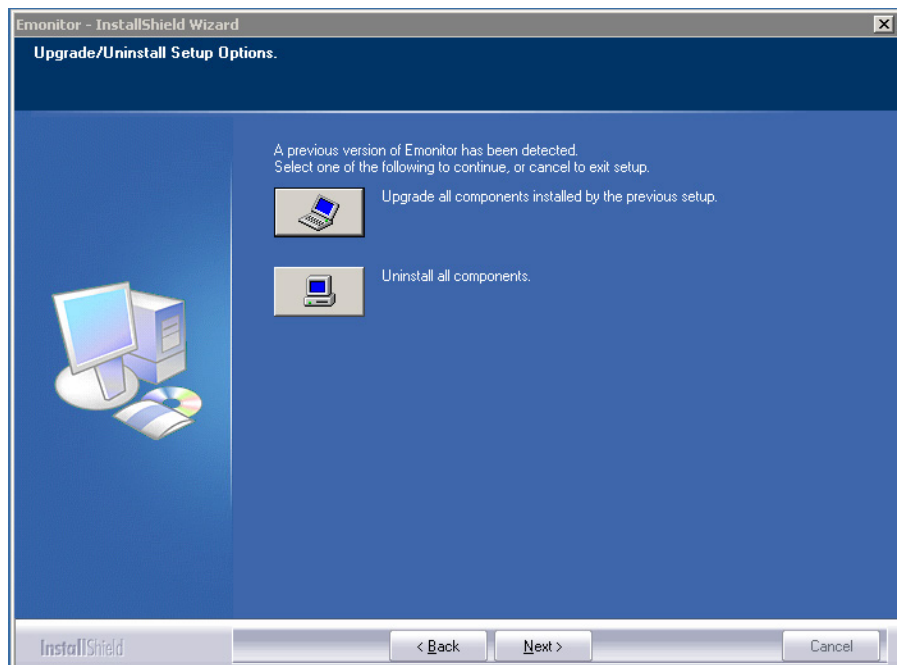 Emonitor - InstallShield Wizard
Upgrade/Uninstall Setup Options.
A previous version of Emonitor has been detected.
Select one of the following to continue, or cancel to exit setup.
Upgrade all components installed by the previous setup.
Uninstall all components.
InstallShield
< Back
Next >
Cancel